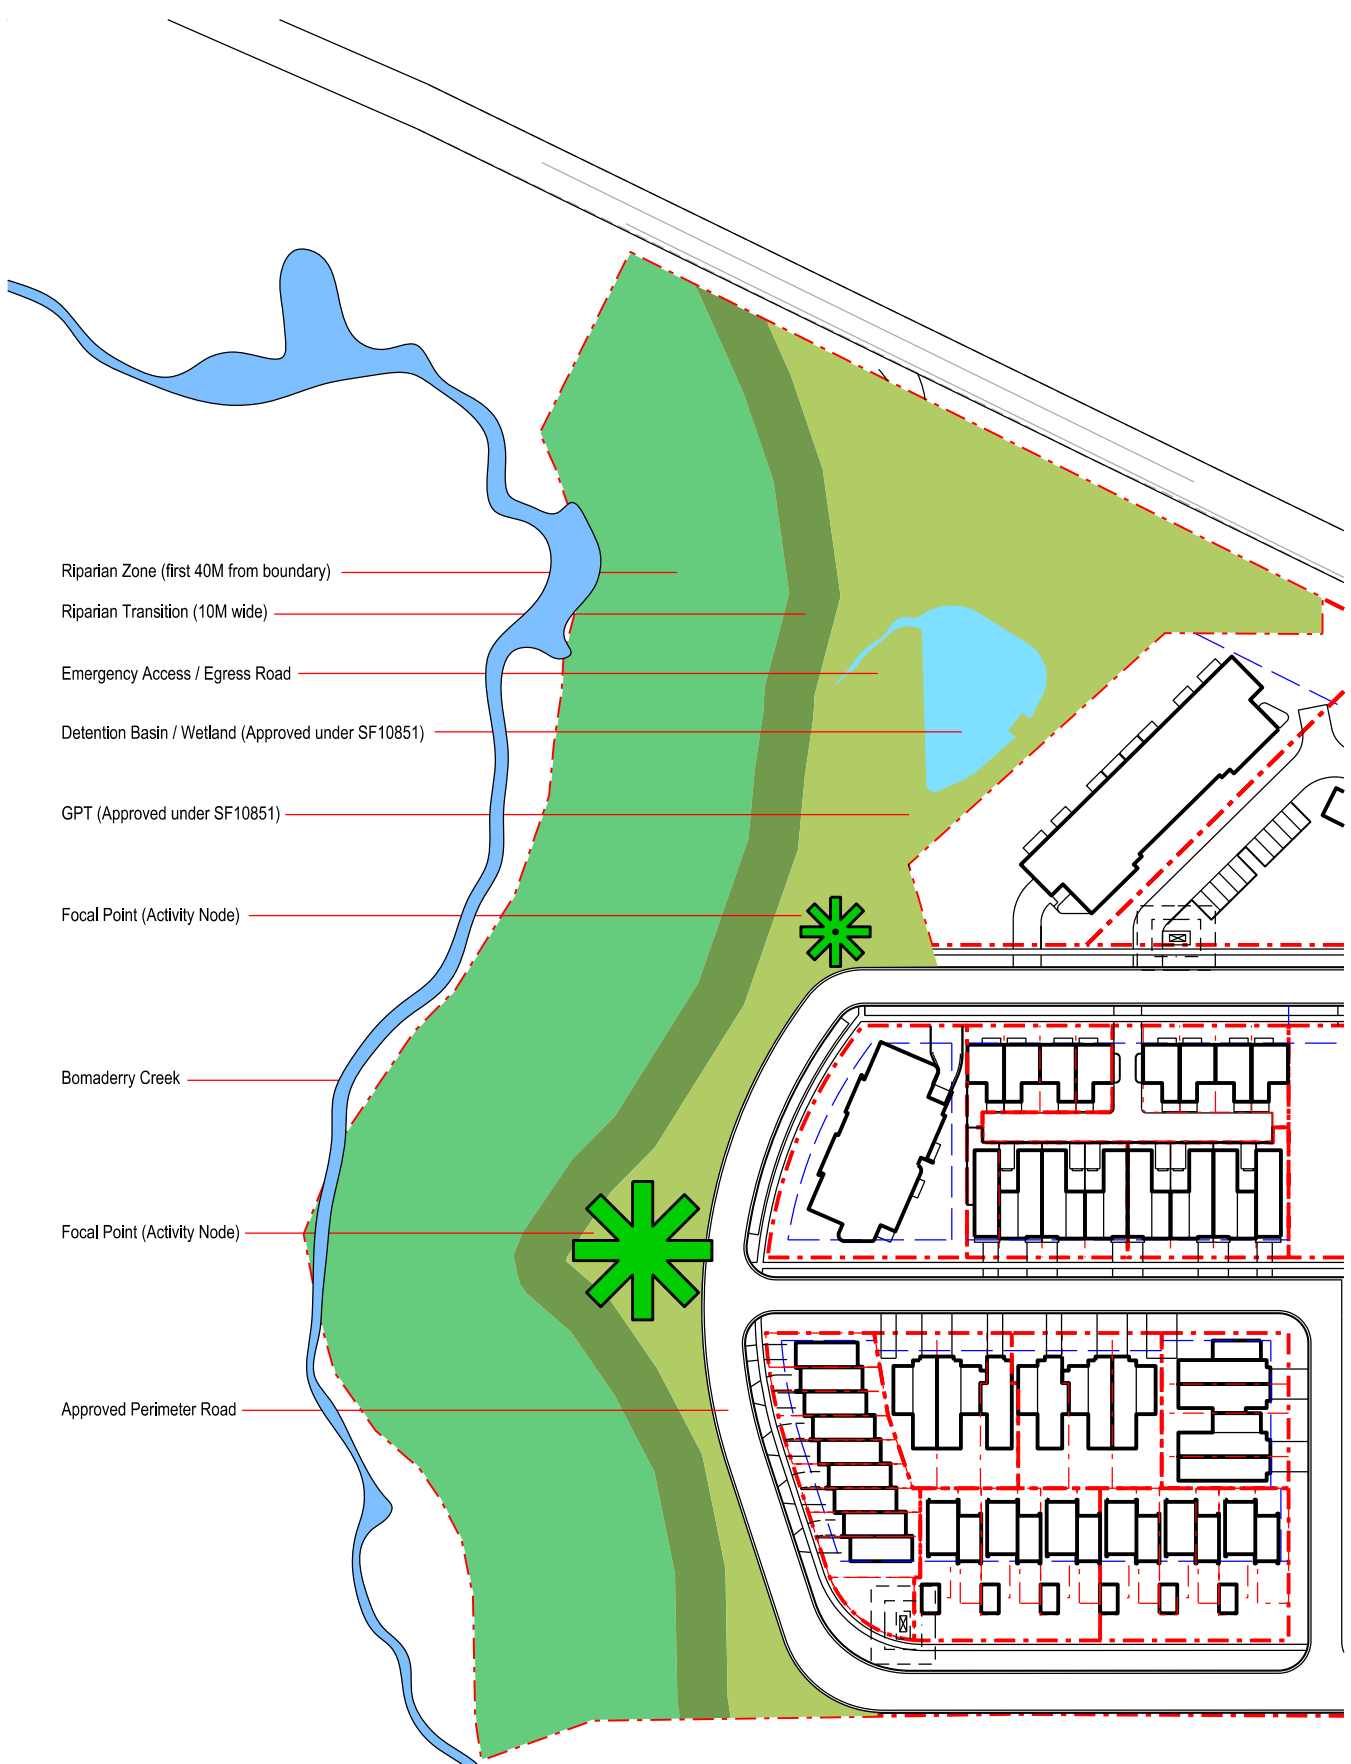 Riparian Zone (first 40M from boundary)
Riparian Transition (10M wide)
Emergency Access / Egress Road
Detention Basin / Wetland (Approved under SF10851)
GPT (Approved under SF10851)
Focal Point (Activity Node)
Bomaderry Creek
Focal Point (Activity Node)
Approved Perimeter Road